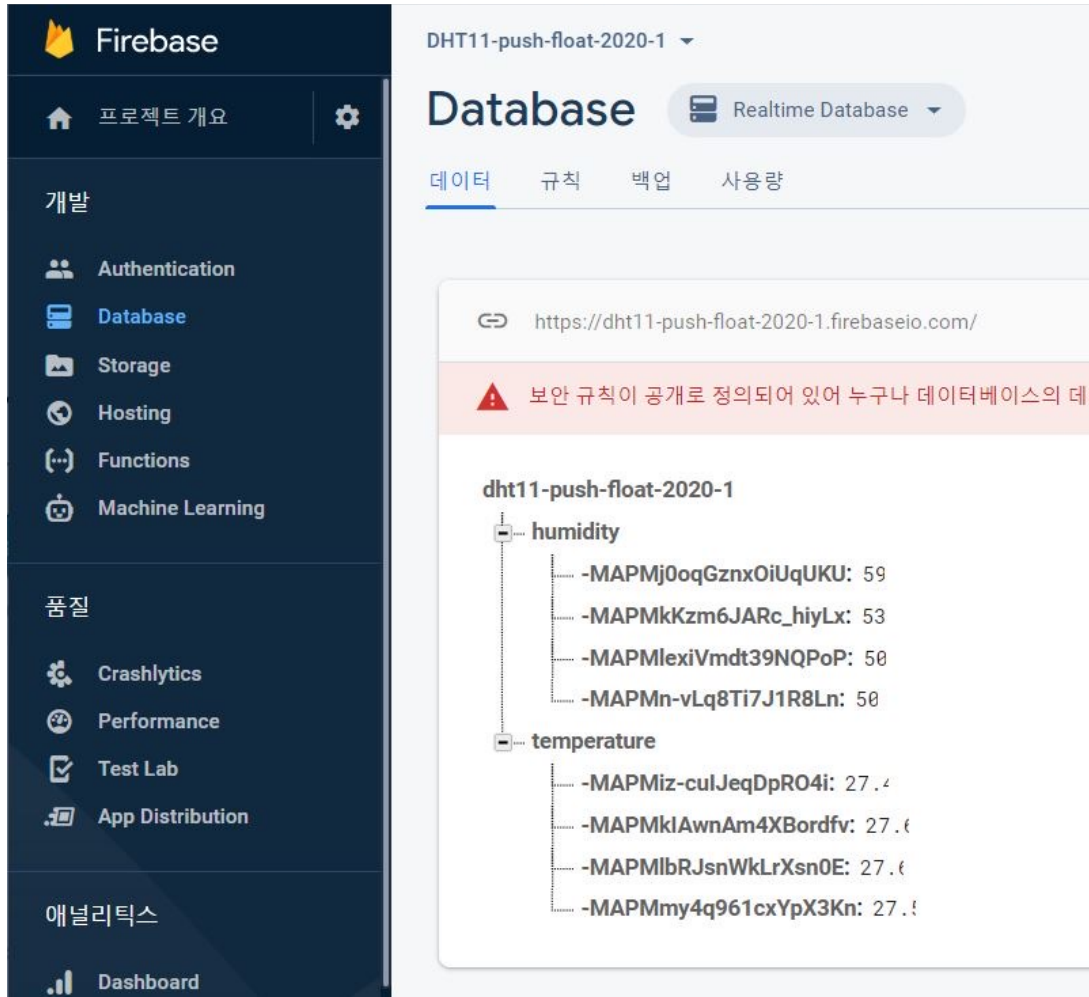 Firebase
프로젝트 개요
개발
Authentication
Database
Storage
Hosting
Functions
Machine Learning
품질
Crashlytics
Performance
Test Lab
App Distribution
애널리틱스
Dashboard
DHT11-push-float-2020-1
Database Realtime Database
데이터 규칙 백업 사용량
https://dht11-push-float-2020-1.firebaseio.com/
보안 규칙이 공개로 정의되어 있어 누구나 데이터베이스의 데
dht11-push-float-2020-1
humidity
-MAPMj0oqGznxOiUqUKU: 59
-MAPMkKzm6JARc_hiyLx: 53
-MAPMlexiVmdt39NQPoP: 50
-MAPMn-vLq8Ti7J1R8Ln: 50
temperature
-MAPMiz-cuIJeqDpRO4i: 27.4
-MAPMkIAwnAm4XBordfv: 27.6
-MAPMlbRJsnWkLrXsn0E: 27.6
-MAPMmy4q961cxYpX3Kn: 27.5